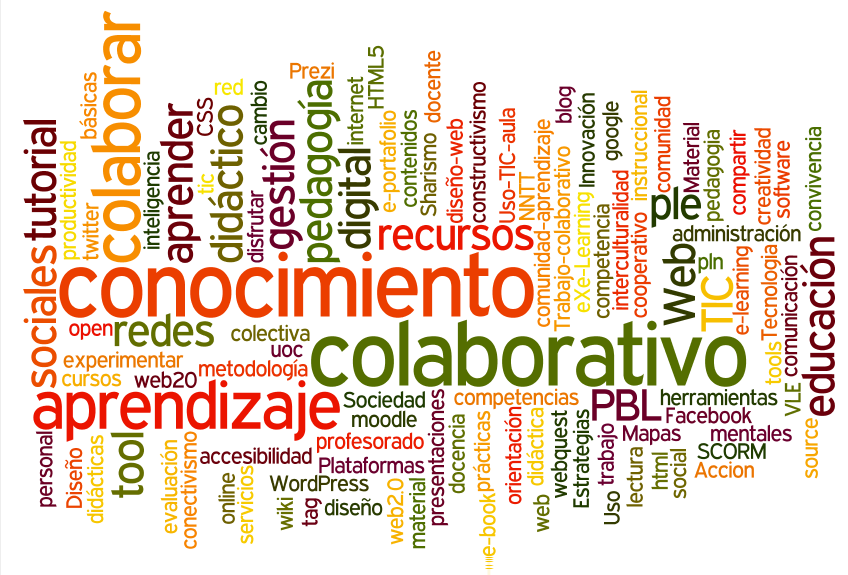 colaborar
Prezi
HTML5
básicas
red
CSS
cambio
internet
docente
tutorial
productividad
twitter
inteligencia
aprender
tic
didáctico
disfrutar
gestión
pedagogía
digital
e-portafolio
contenidos
Sharismo
diseño-web
constructivismo
Uso-TIC-aula
NNTT
comunidad-aprendizaje
Trabajo-colaborativo
blog
Innovación
google
instruccional
comunidad
Material
pedagogia
compartir
creatividad
software
convivencia
recursos
eXe-Learning
competencia
interculturalidad
cooperativo
ple
administración
sociales
conocimiento
Web
pln
TIC
e-learning
Tecnología
comunicación
educación
open
redes
colectiva
uoc
colaborativo
experimentar
metodología
cursos
web20
tools
VLE
aprendizaje
Sociedad
moodle
presentaciones
competencias
PBL
herramientas
Facebook
personal
Diseño
didácticas
tool
evaluación
conectivismo
accesibilidad
profesorado
Plataformas
docencia
prácticas
orientación
didáctica
webquest
Estrategias
trabajo
Mapas
mentales
SCORM
Accion
source
online
servicios
WordPress
wiki
tag
diseño
web2.0
material
e-book
web
Uso
lectura
html
social